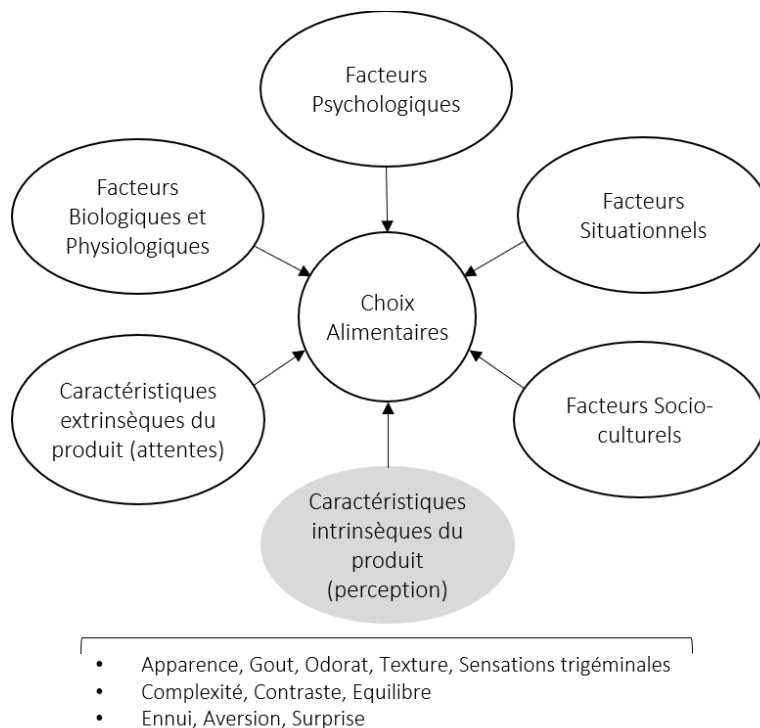 Facteurs
Psychologiques
Facteurs
Biologiques et
Physiologiques
Facteurs
Situationnels
Choix
Alimentaires
Caractéristiques
extrinsèques du
produit (attentes)
Facteurs Socio-
culturels
Caractéristiques
intrinsèques du
produit
(perception)
• Apparence, Gout, Odorat, Texture, Sensations trigéminales
• Complexité, Contraste, Equilibre
• Ennui, Aversion, Surprise